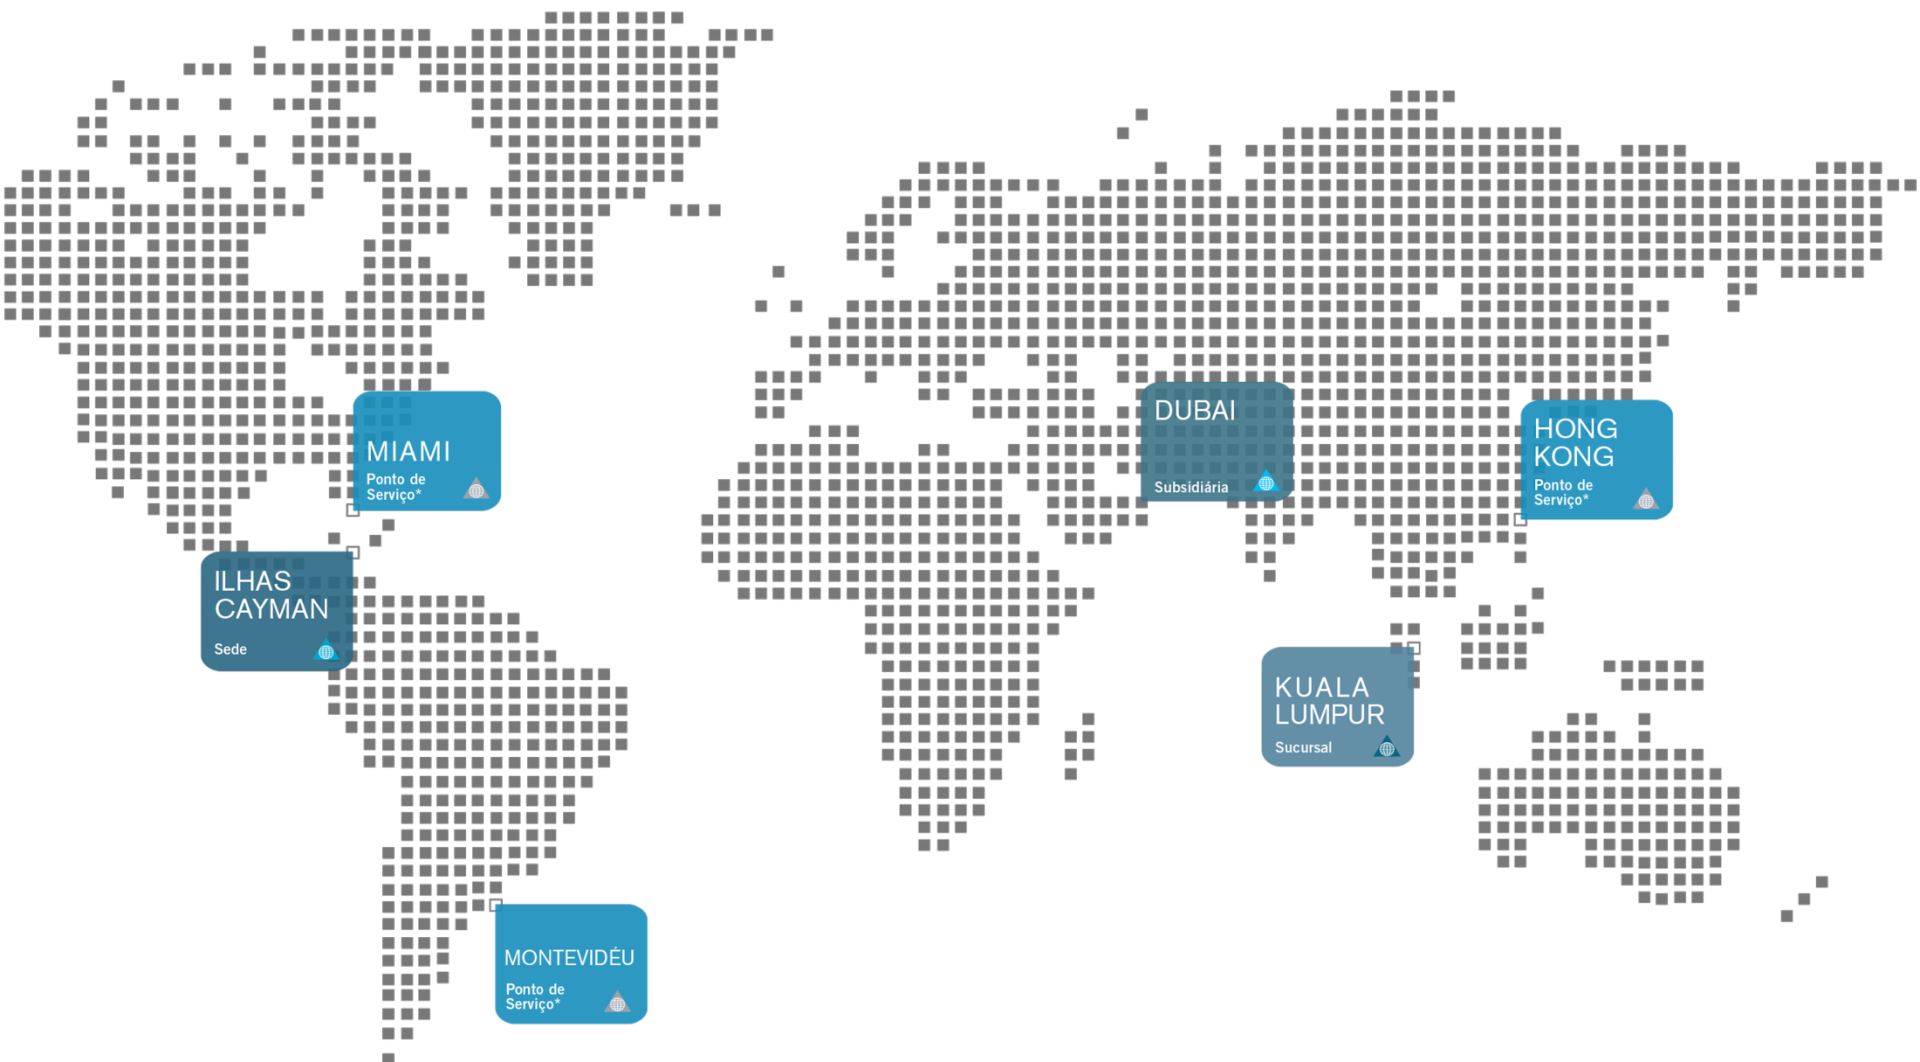 MIAMI
Ponto de
Serviço*
DUBAI
Subsidiária
HONG
KONG
Ponto de
Serviço*
ILHAS
CAYMAN
Sede
KUALA
LUMPUR
Sucursal
MONTEVIDÉU
Ponto de
Serviço*